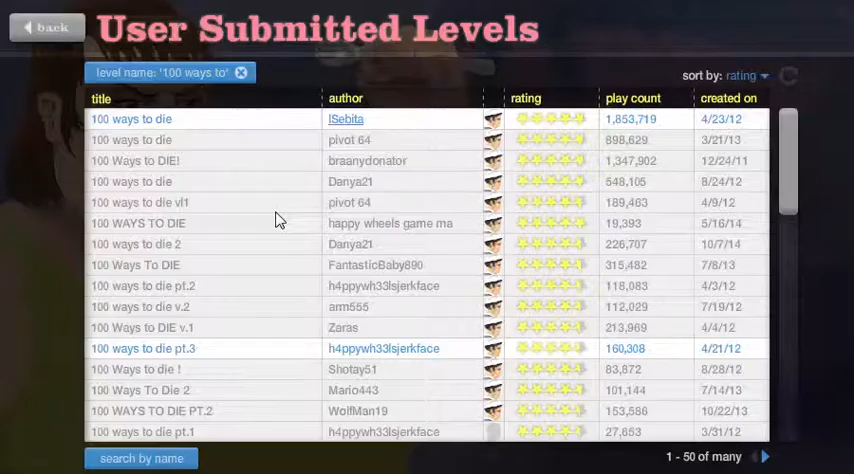 back
User Submitted Levels
level name: '100 ways to'
sort by: rating
title author rating play count created on
100 ways to die lSebita 1,853,719 4/23/12
100 ways to die pivot 64 898,629 3/21/13
100 Ways to DIE! braanydonator 1,347,902 12/24/11
100 ways to die Danya21 548,105 8/24/12
100 ways to die vl1 pivot 64 189,463 4/9/12
100 WAYS TO DIE happy wheels game ma 19,393 5/16/14
100 ways to die 2 Danya21 226,707 10/7/14
100 Ways To DIE FantasticBaby890 315,482 7/8/13
100 ways to die pt.2 h4ppywh33lsjerkface 118,083 4/3/12
100 ways to die v.2 arm555 112,029 7/19/12
100 Ways to DIE v.1 Zaras 213,969 4/4/12
100 ways to die pt.3 h4ppywh33lsjerkface 160,308 4/21/12
100 Ways to die ! Shotay51 83,872 8/28/12
100 Ways To DIE 2 Mario443 101,144 7/14/13
100 WAYS TO DIE PT.2 WolfMan19 153,586 10/22/13
100 ways to die pt.1 h4ppywh33lsjerkface 27,653 3/31/12
search by name
1 - 50 of many